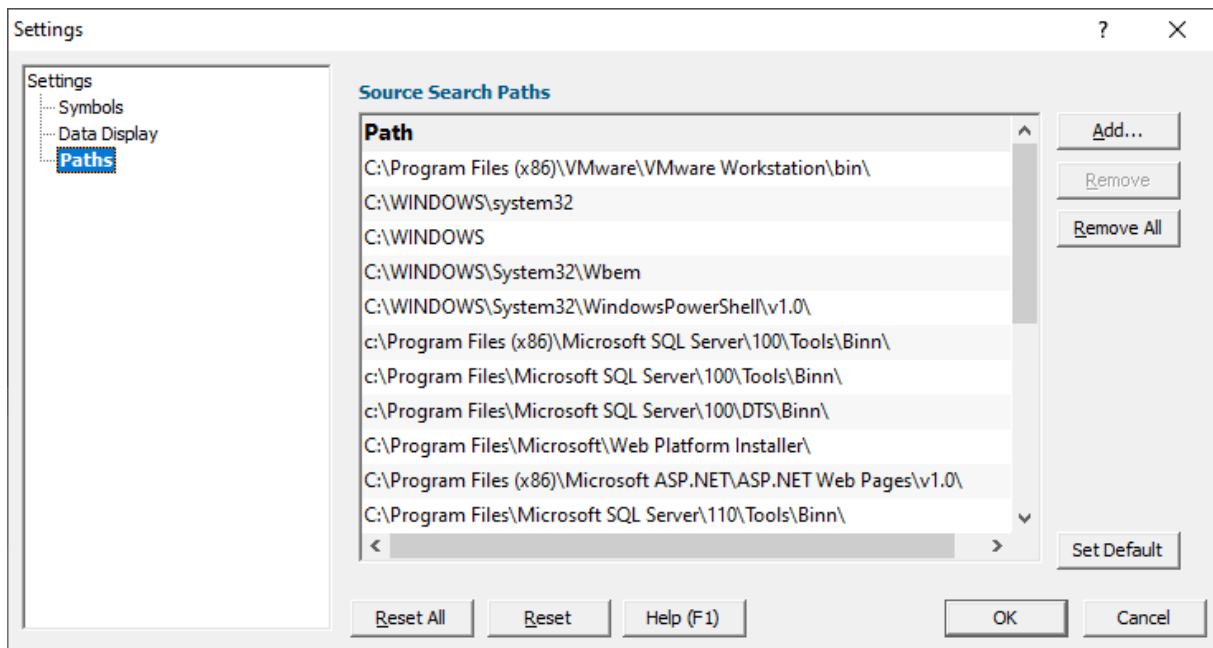 Settings
?
Settings
Symbols
Data Display
Paths
Source Search Paths
Path
C:\Program Files (x86)\VMware\VMware Workstation\bin\
C:\WINDOWS\system32
C:\WINDOWS
C:\WINDOWS\System32\Wbem
C:\WINDOWS\System32\WindowsPowerShell\v1.0\
c:\Program Files (x86)\Microsoft SQL Server\100\Tools\Binn\
c:\Program Files\Microsoft SQL Server\100\Tools\Binn\
c:\Program Files\Microsoft SQL Server\100\DTS\Binn\
C:\Program Files\Microsoft\Web Platform Installer\
C:\Program Files (x86)\Microsoft ASP.NET\ASP.NET Web Pages\v1.0\
C:\Program Files\Microsoft SQL Server\110\Tools\Binn\
Add...
Remove
Remove All
Set Default
Reset All
Reset
Help (F1)
OK
Cancel